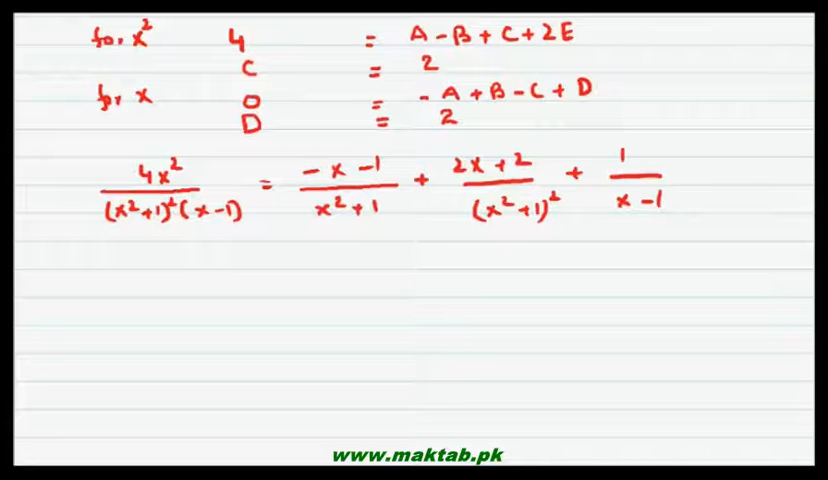 for x² 4 = A - B + C + 2E
C = 2
for x 0 = - A + B - C + D
D = 2
4x² / (x²+1)²(x-1) = -x-1 / x²+1 + 2x+2 / (x²+1)² + 1 / x-1
www.maktab.pk